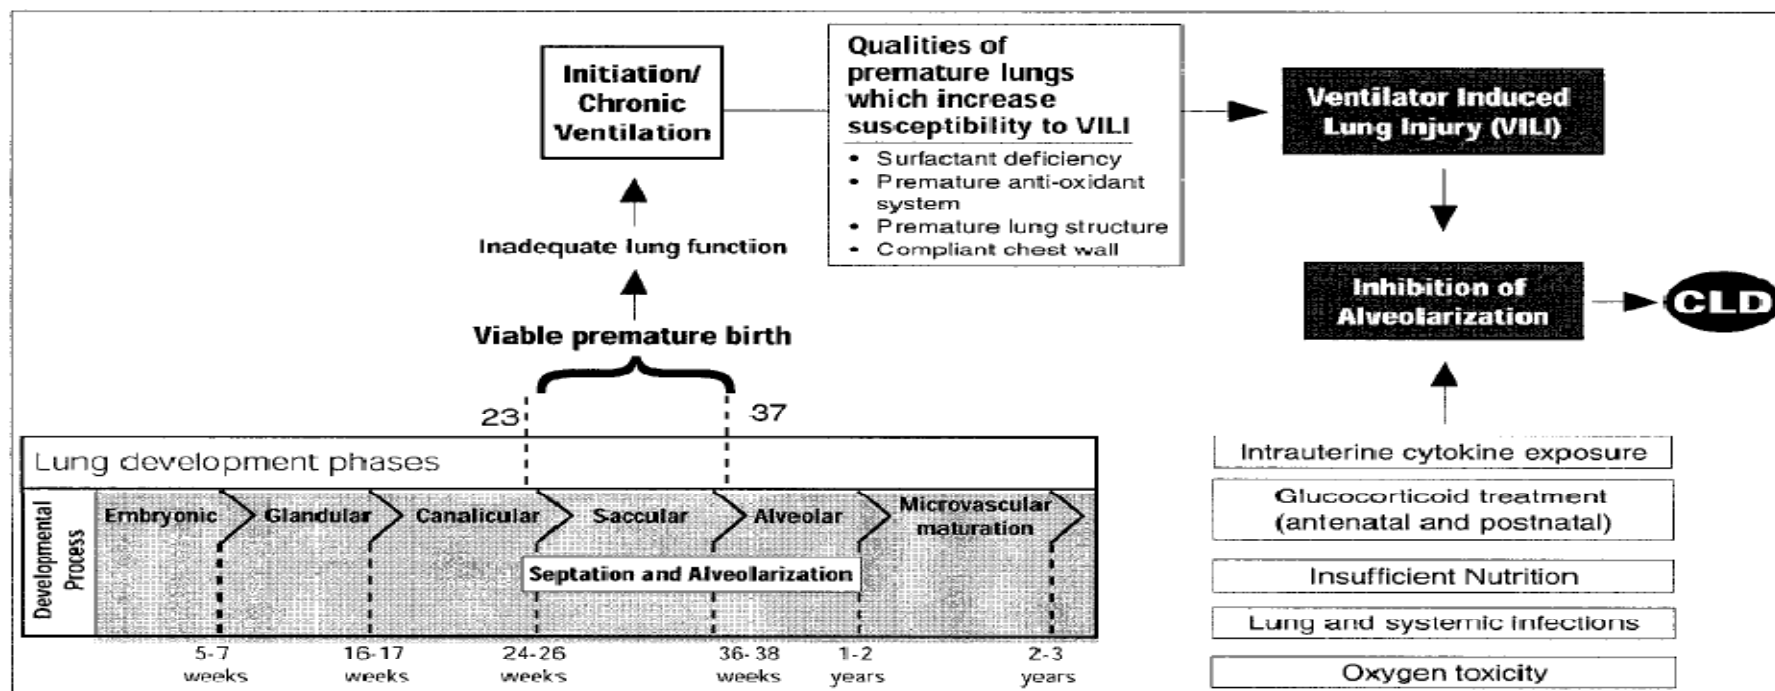 Initiation/
Chronic
Ventilation
Qualities of
premature lungs
which increase
susceptibility to VILI
• Surfactant deficiency
• Premature anti-oxidant
system
• Premature lung structure
• Compliant chest wall
Ventilator Induced
Lung Injury (VILI)
Inadequate lung function
Inhibition of
Alveolarization
CLD
Viable premature birth
23
37
Lung development phases
Developmental
Process
Embryonic
Glandular
Canalicular
Saccular
Alveolar
Microvascular
maturation
Septation and Alveolarization
5-7
weeks
16-17
weeks
24-26
weeks
36-38
weeks
1-2
years
2-3
years
Intrauterine cytokine exposure
Glucocorticoid treatment
(antenatal and postnatal)
Insufficient Nutrition
Lung and systemic infections
Oxygen toxicity